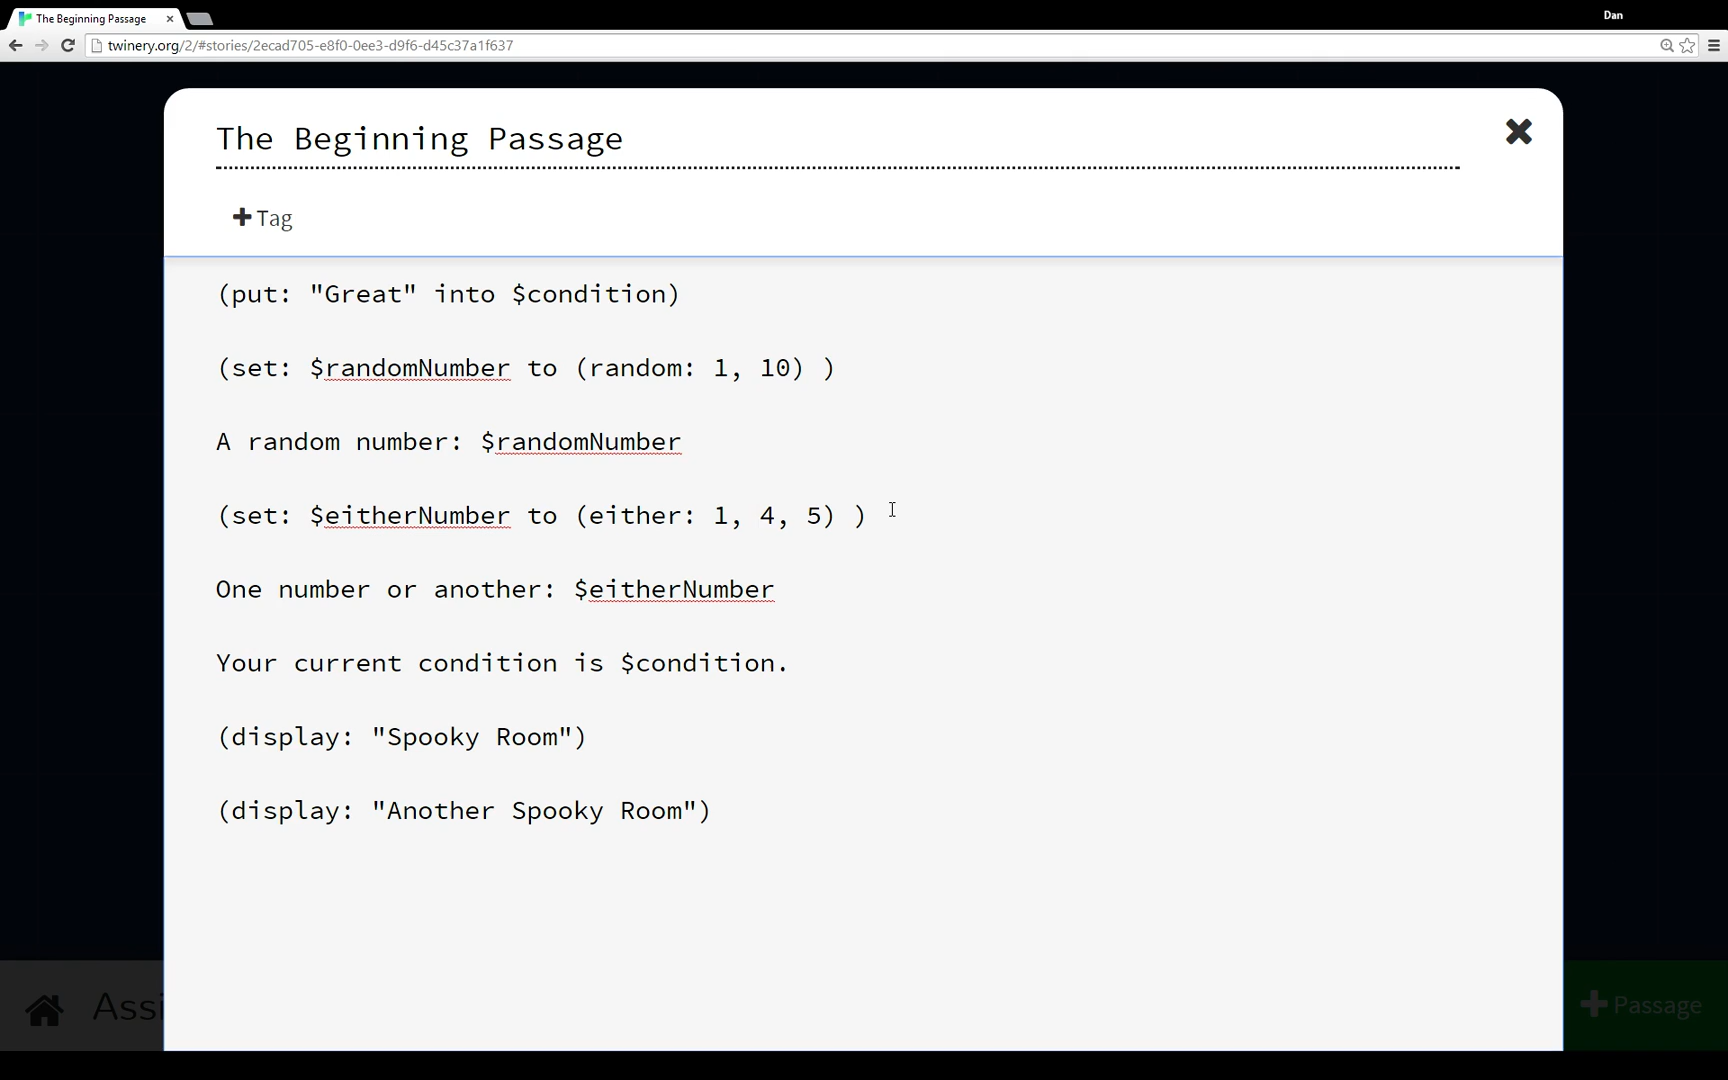 The Beginning Passage
Dan
twinery.org/2/#stories/2ecad705-e8f0-0ee3-d9f6-d45c37a1f637
The Beginning Passage
Tag
(put: "Great" into $condition)
(set: $randomNumber to (random: 1, 10) )
A random number: $randomNumber
(set: $eitherNumber to (either: 1, 4, 5) )
One number or another: $eitherNumber
Your current condition is $condition.
(display: "Spooky Room")
(display: "Another Spooky Room")
Assi
Passage